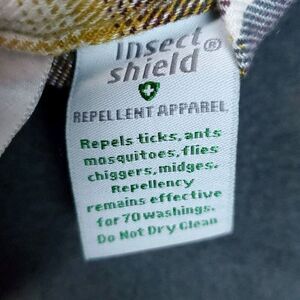 Insect
shield®
REPELLENT APPAREL
Repels ticks, ants
mosquitoes, flies
chiggers, midges.
Repellency
remains effective
for 70 washings.
Do Not Dry Clean